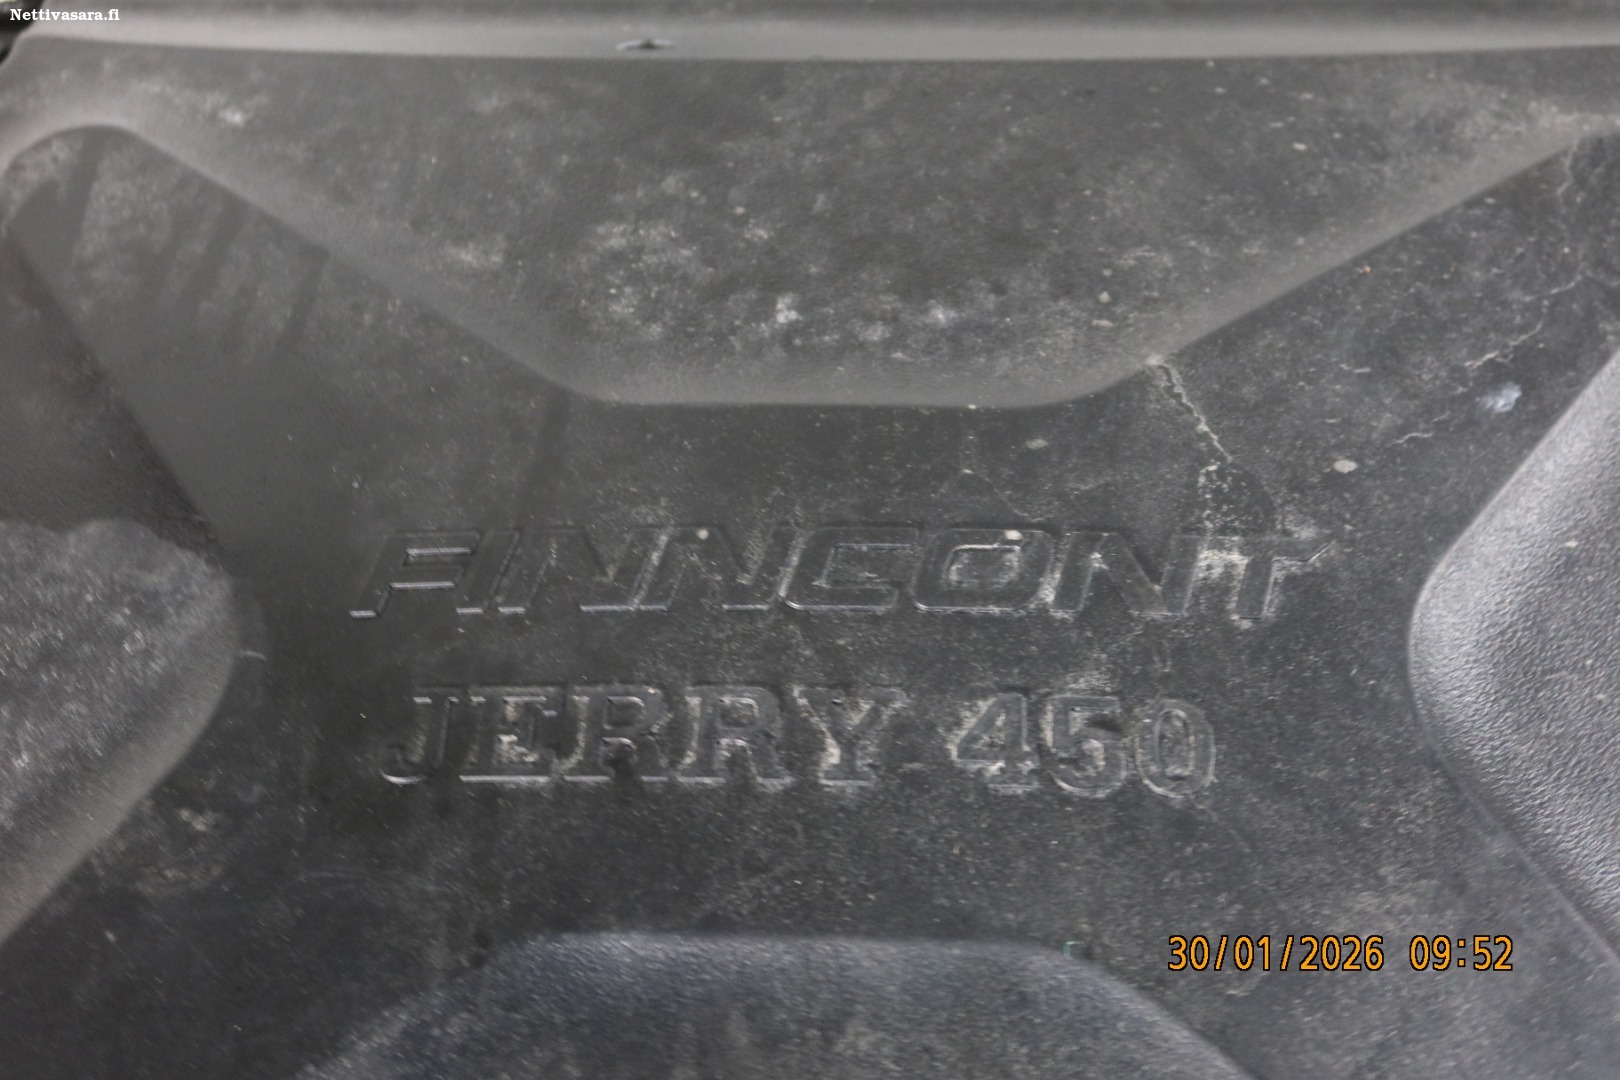 Nettivasara.fi
FINNCONT
JERRY 450
30/01/2026 09:52